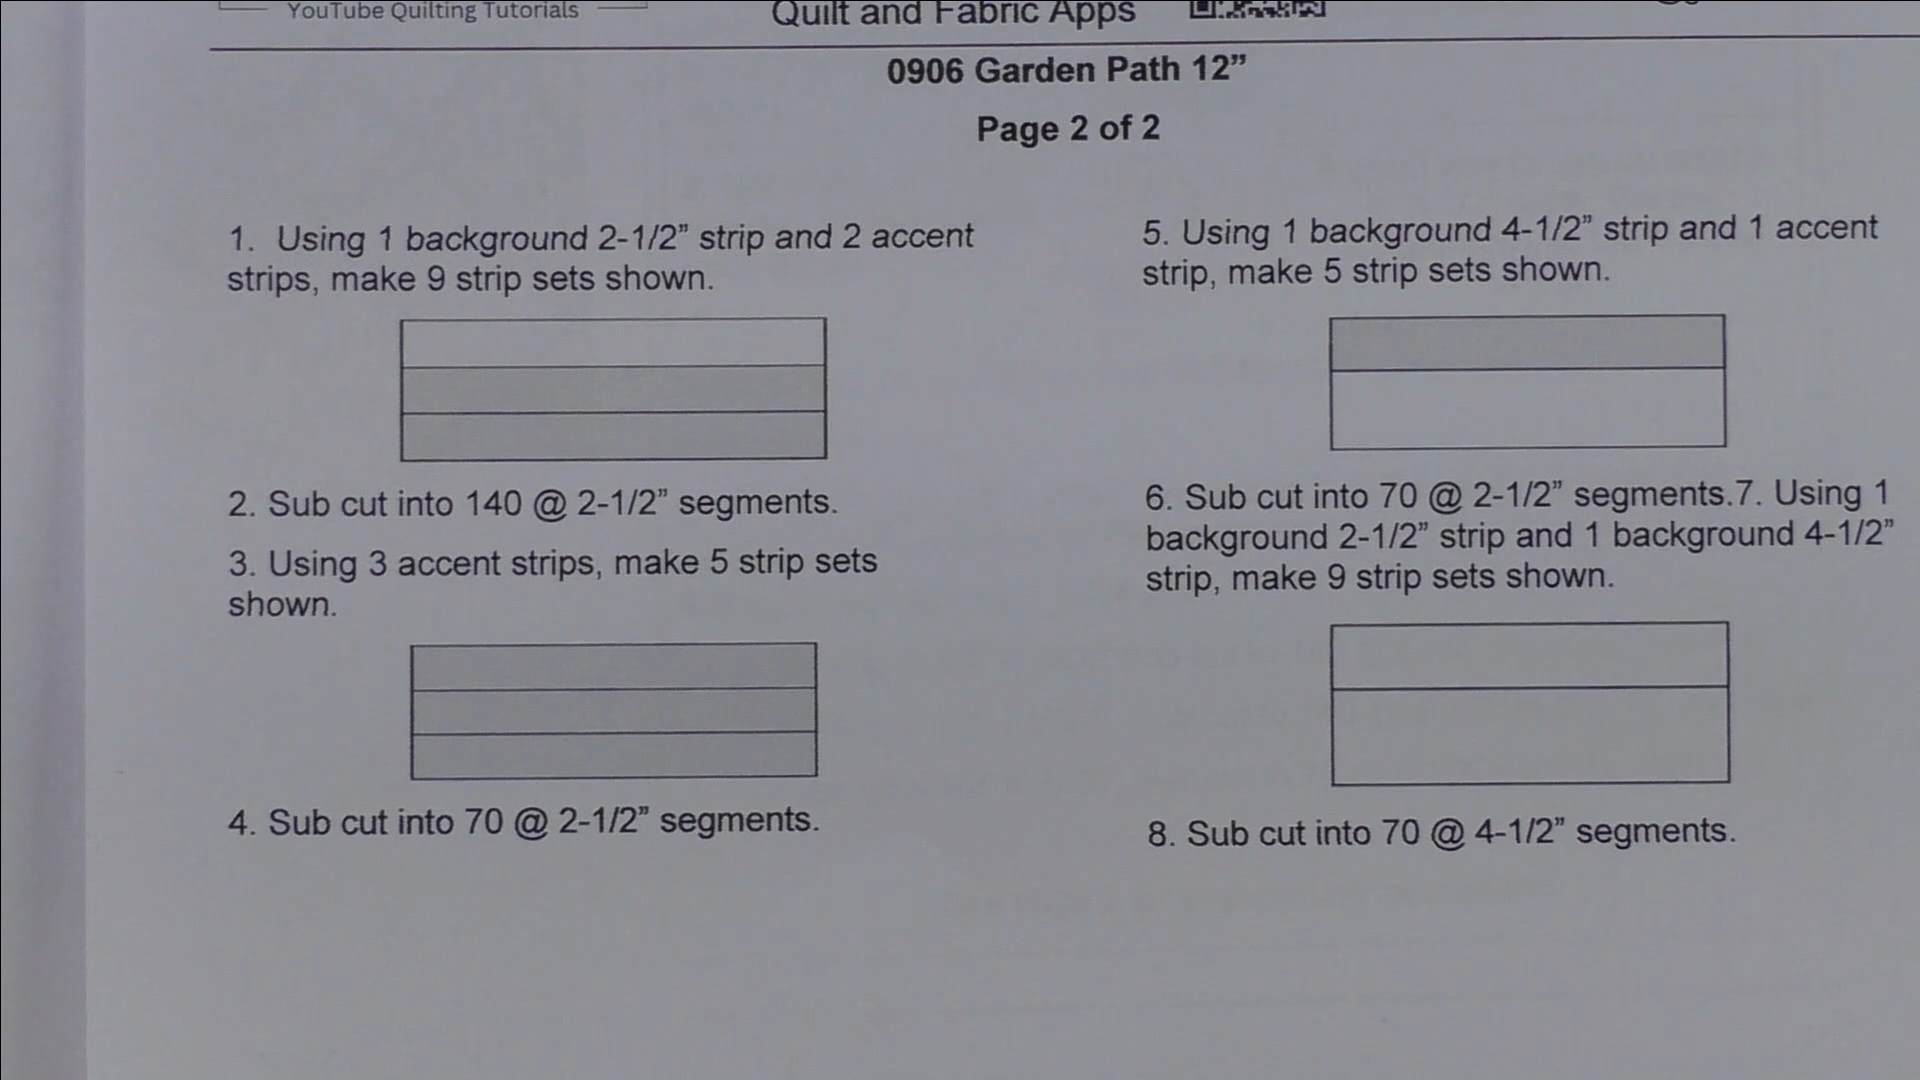 YouTube Quilting Tutorials
Quilt and Fabric Apps
0906 Garden Path 12”
Page 2 of 2
1. Using 1 background 2-1/2” strip and 2 accent
strips, make 9 strip sets shown.
2. Sub cut into 140 @ 2-1/2” segments.
3. Using 3 accent strips, make 5 strip sets
shown.
4. Sub cut into 70 @ 2-1/2” segments.
5. Using 1 background 4-1/2” strip and 1 accent
strip, make 5 strip sets shown.
6. Sub cut into 70 @ 2-1/2” segments.7. Using 1
background 2-1/2” strip and 1 background 4-1/2”
strip, make 9 strip sets shown.
8. Sub cut into 70 @ 4-1/2” segments.